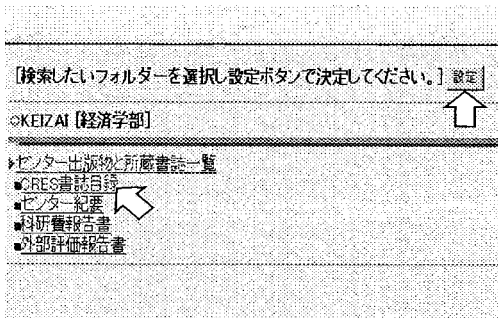 [検索したいフォルダーを選択し設定ボタンで決定してください。] 設定
○KEIZAI [経済学部]
センター出版物と所蔵書誌一覧
■CRES書誌目録
■センター紀要
■科研費報告書
■外部評価報告書